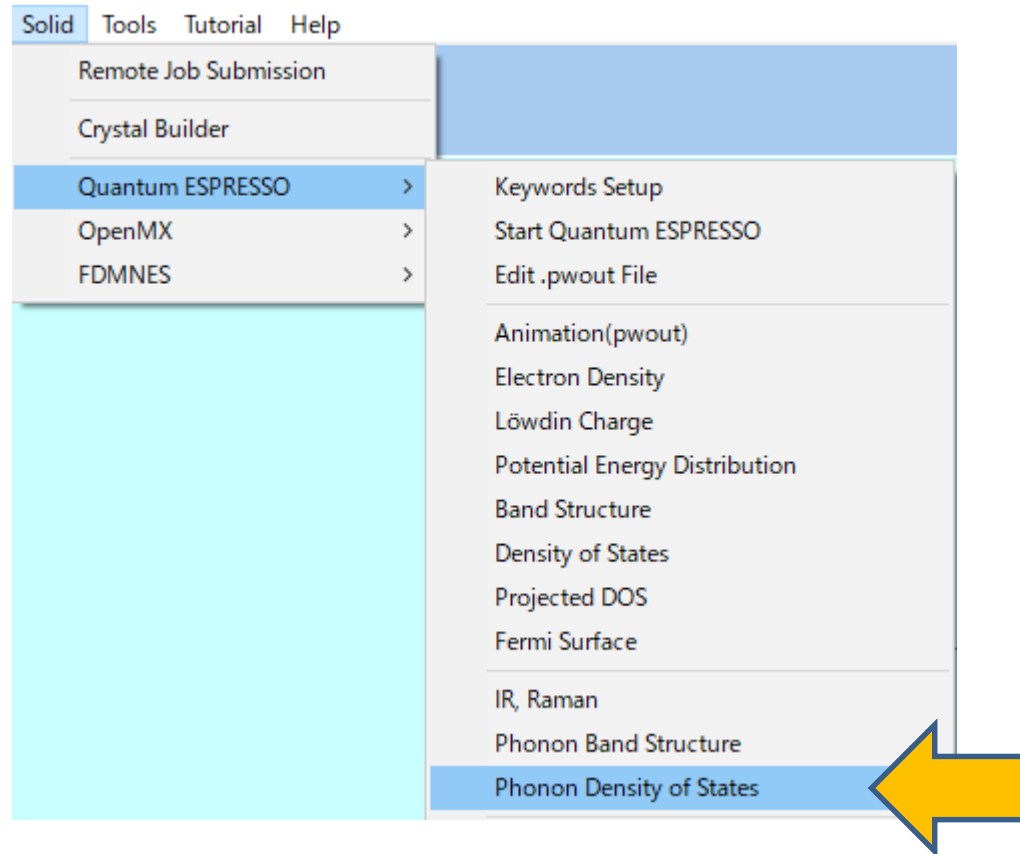 Solid Tools Tutorial Help
Remote Job Submission
Crystal Builder
Quantum ESPRESSO
OpenMX
FDMNES
Keywords Setup
Start Quantum ESPRESSO
Edit .pwout File
Animation(pwout)
Electron Density
Löwdin Charge
Potential Energy Distribution
Band Structure
Density of States
Projected DOS
Fermi Surface
IR, Raman
Phonon Band Structure
Phonon Density of States